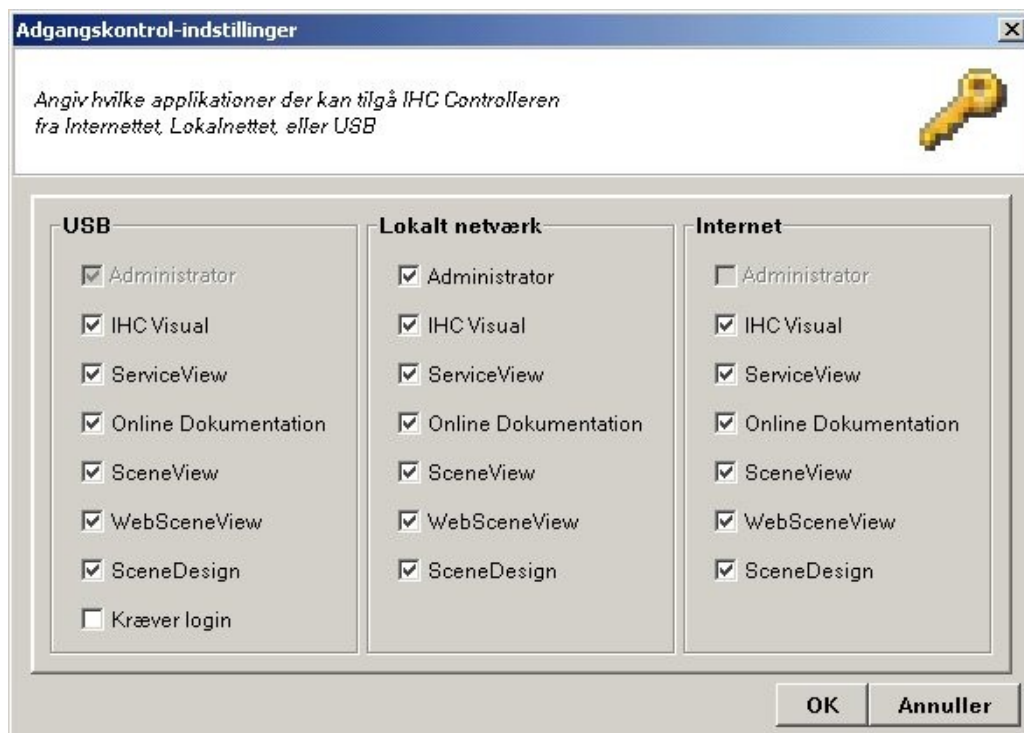 Adgangskontrol-indstillinger
Angiv hvilke applikationer der kan tilgå IHC Controlleren
fra Internettet, Lokalnettet, eller USB
USB
Administrator
IHC Visual
ServiceView
Online Dokumentation
SceneView
WebSceneView
SceneDesign
Kræver login
Lokalt netværk
Administrator
IHC Visual
ServiceView
Online Dokumentation
SceneView
WebSceneView
SceneDesign
Internet
Administrator
IHC Visual
ServiceView
Online Dokumentation
SceneView
WebSceneView
SceneDesign
OK
Annuller